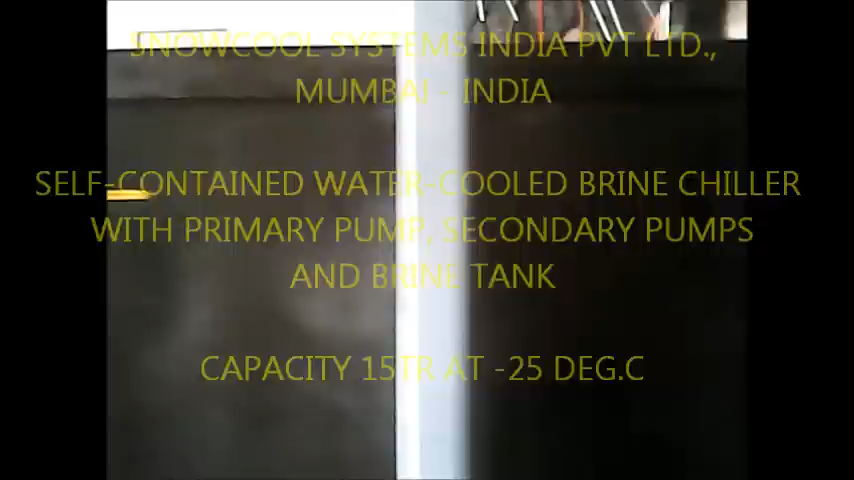 SNOWCOOL SYSTEMS INDIA PVT LTD.,
MUMBAI - INDIA
SELF-CONTAINED WATER-COOLED BRINE CHILLER
WITH PRIMARY PUMP, SECONDARY PUMPS
AND BRINE TANK
CAPACITY 15TR AT -25 DEG.C